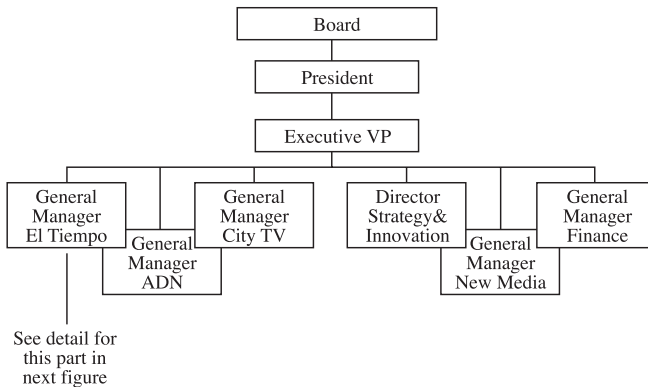 Board
President
Executive VP
General
Manager
El Tiempo
General
Manager
ADN
General
Manager
City TV
Director
Strategy&
Innovation
General
Manager
New Media
General
Manager
Finance
See detail for
this part in
next figure